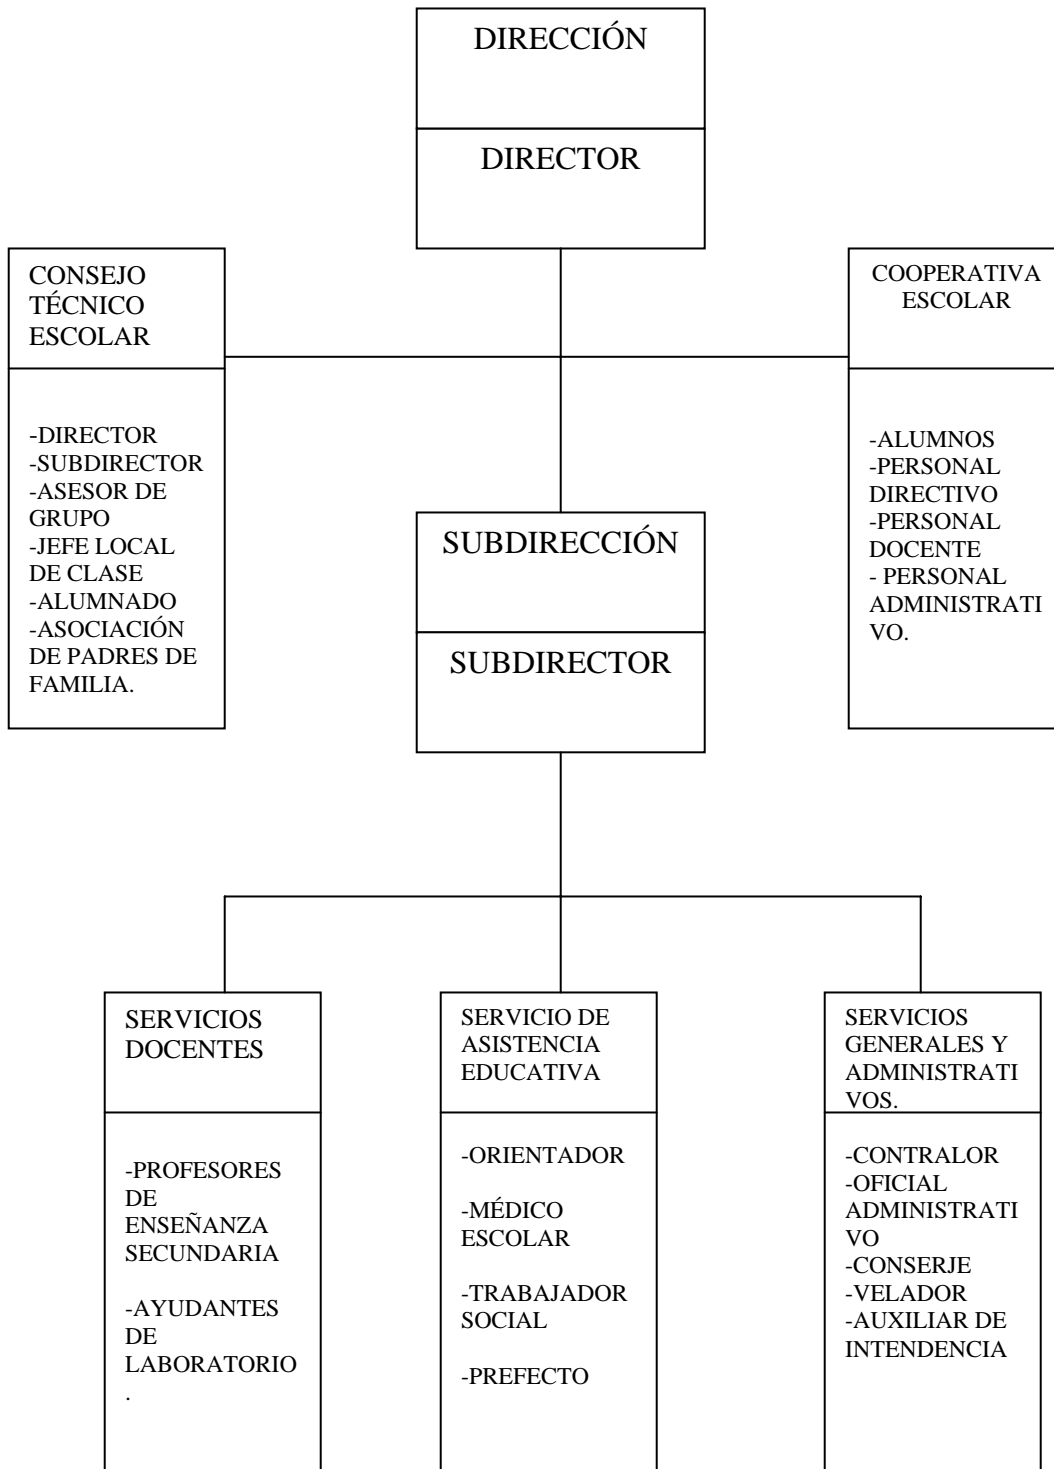 DIRECCIÓN
DIRECTOR
CONSEJO
TÉCNICO
ESCOLAR
-DIRECTOR
-SUBDIRECTOR
-ASESOR DE
GRUPO
-JEFE LOCAL
DE CLASE
-ALUMNADO
-ASOCIACIÓN
DE PADRES DE
FAMILIA.
COOPERATIVA
ESCOLAR
-ALUMNOS
-PERSONAL
DIRECTIVO
-PERSONAL
DOCENTE
- PERSONAL
ADMINISTRATI
VO.
SUBDIRECCIÓN
SUBDIRECTOR
SERVICIOS
DOCENTES
-PROFESORES
DE
ENSEÑANZA
SECUNDARIA
-AYUDANTES
DE
LABORATORIO
.
SERVICIO DE
ASISTENCIA
EDUCATIVA
-ORIENTADOR
-MÉDICO
ESCOLAR
-TRABAJADOR
SOCIAL
-PREFECTO
SERVICIOS
GENERALES Y
ADMINISTRATI
VOS.
-CONTRALOR
-OFICIAL
ADMINISTRATI
VO
-CONSERJE
-VELADOR
-AUXILIAR DE
INTENDENCIA